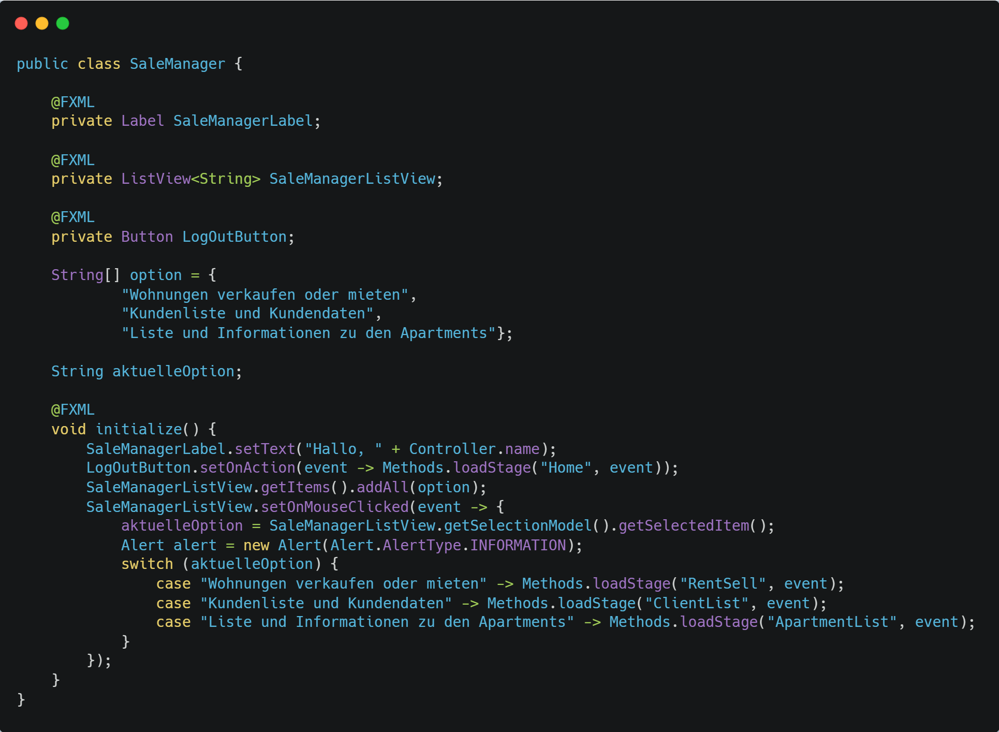 public class SaleManager {
@FXML
private Label SaleManagerLabel;
@FXML
private ListView<String> SaleManagerListView;
@FXML
private Button LogOutButton;
String[] option = {
"Wohnungen verkaufen oder mieten",
"Kundenliste und Kundendaten",
"Liste und Informationen zu den Apartments"};
String aktuelleOption;
@FXML
void initialize() {
SaleManagerLabel.setText("Hallo, " + Controller.name);
LogOutButton.setOnAction(event -> Methods.loadStage("Home", event));
SaleManagerListView.getItems().addAll(option);
SaleManagerListView.setOnMouseClicked(event -> {
aktuelleOption = SaleManagerListView.getSelectionModel().getSelectedItem();
Alert alert = new Alert(Alert.AlertType.INFORMATION);
switch (aktuelleOption) {
case "Wohnungen verkaufen oder mieten" -> Methods.loadStage("RentSell", event);
case "Kundenliste und Kundendaten" -> Methods.loadStage("ClientList", event);
case "Liste und Informationen zu den Apartments" -> Methods.loadStage("ApartmentList", event);
}
});
}
}